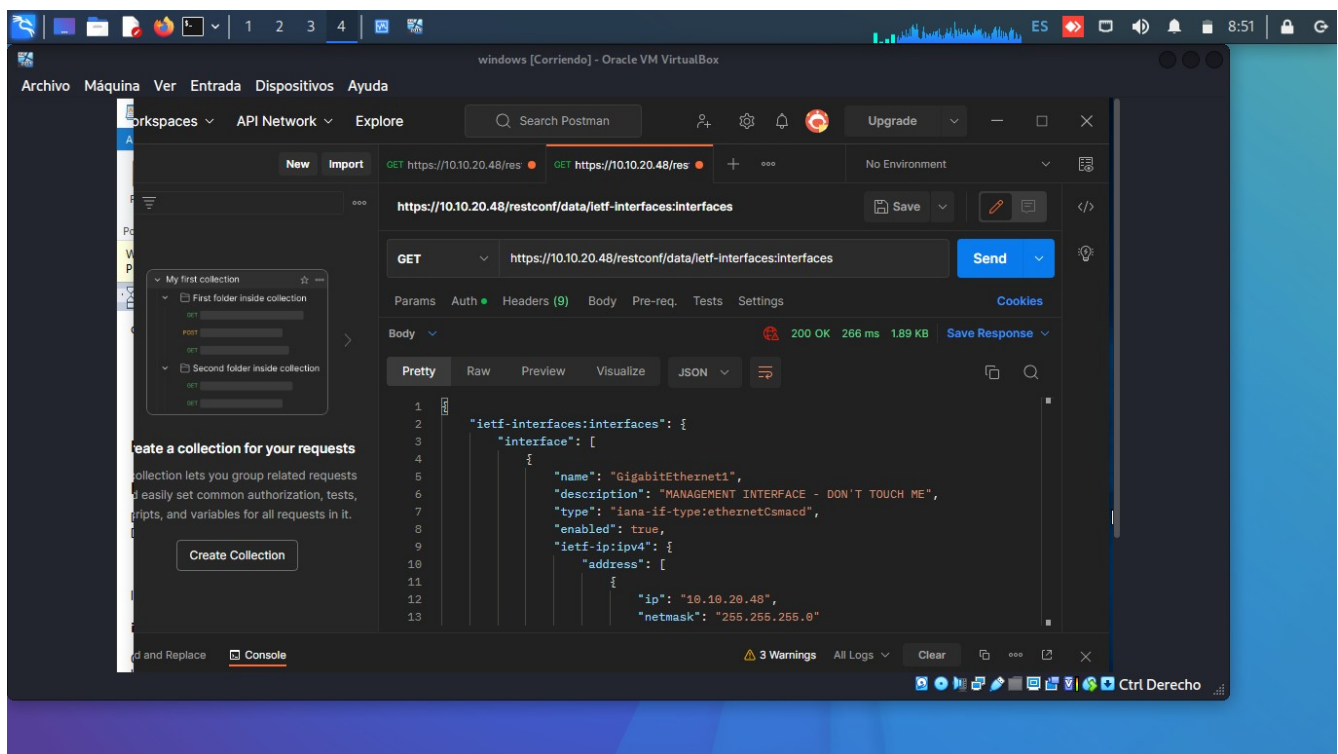 1 2 3 4 ES 8:51
windows [Corriendo] - Oracle VM VirtualBox
Archivo Máquina Ver Entrada Dispositivos Ayuda
orkspaces API Network Explore Search Postman Upgrade
New Import GET https://10.10.20.48/res GET https://10.10.20.48/res No Environment
https://10.10.20.48/restconf/data/ietf-interfaces:interfaces Save
GET https://10.10.20.48/restconf/data/ietf-interfaces:interfaces Send
My first collection
First folder inside collection
GET
POST
GET
Second folder inside collection
GET
GET
Params Auth Headers (9) Body Pre-req. Tests Settings Cookies
Body 200 OK 266 ms 1.89 KB Save Response
Pretty Raw Preview Visualize JSON
1 {
2 "ietf-interfaces:interfaces": {
3 "interface": [
4 {
5 "name": "GigabitEthernet1",
6 "description": "MANAGEMENT INTERFACE - DON'T TOUCH ME",
7 "type": "iana-if-type:ethernetCsmacd",
8 "enabled": true,
9 "ietf-ip:ipv4": {
10 "address": [
11 {
12 "ip": "10.10.20.48",
13 "netmask": "255.255.255.0"
eate a collection for your requests
ollection lets you group related requests
d easily set common authorization, tests,
ripts, and variables for all requests in it.
Create Collection
d and Replace Console 3 Warnings All Logs Clear
Ctrl Derecho